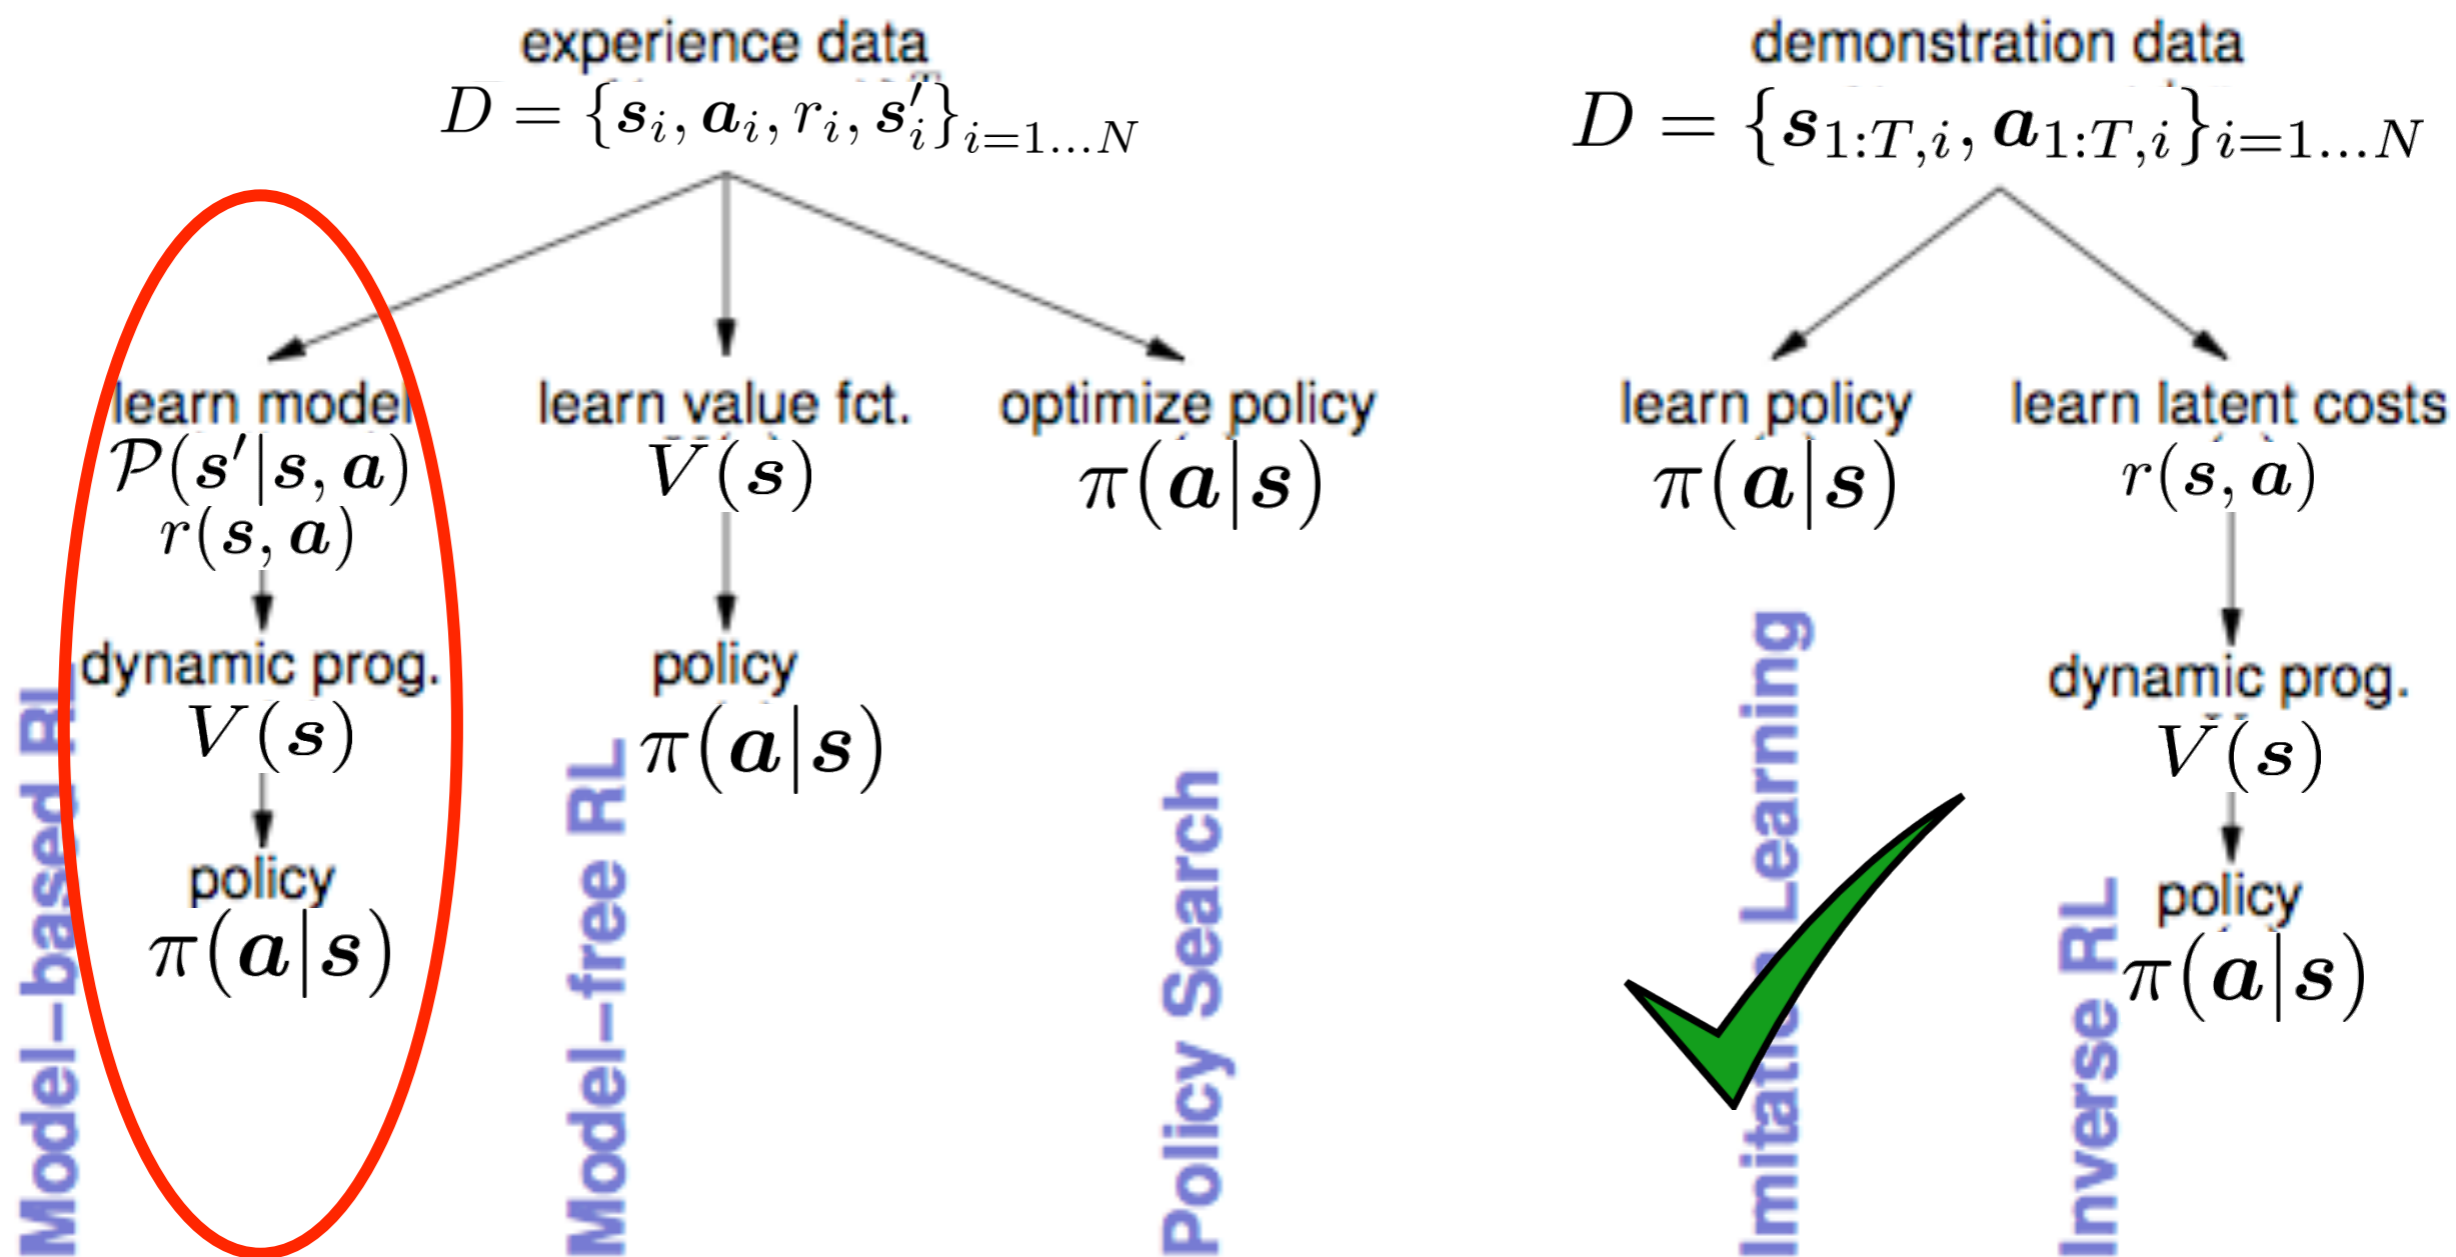 experience data
D = {s_i, a_i, r_i, s'_i}_{i=1...N}
learn model
P(s'|s, a)
r(s, a)
dynamic prog.
V(s)
policy
π(a|s)
Model-based RL
learn value fct.
V(s)
policy
π(a|s)
Model-free RL
optimize policy
π(a|s)
Policy Search
demonstration data
D = {s_{1:T,i}, a_{1:T,i}}_{i=1...N}
learn policy
π(a|s)
Imitation Learning
learn latent costs
r(s, a)
dynamic prog.
V(s)
policy
π(a|s)
Inverse RL